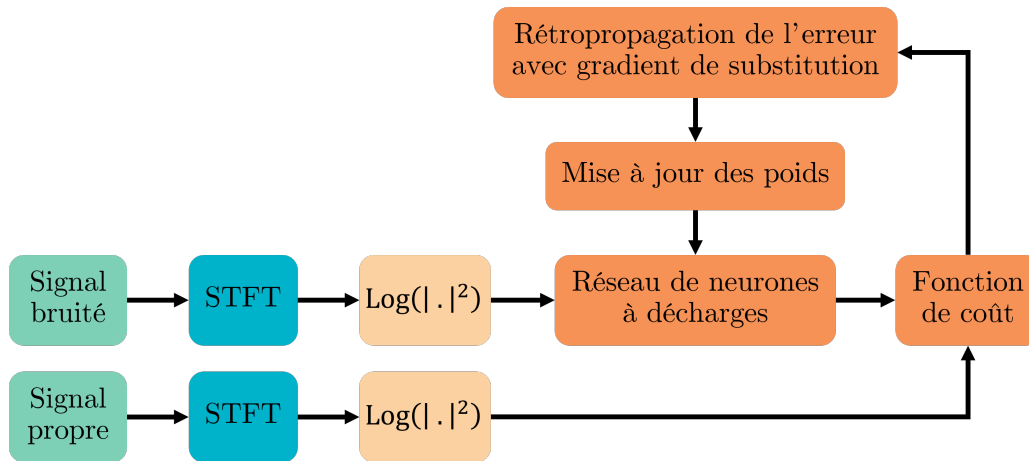 Rétropropagation de l'erreur
avec gradient de substitution
Mise à jour des poids
Signal
bruité
STFT
Log(| .|²)
Réseau de neurones
à décharges
Fonction
de coût
Signal
propre
STFT
Log(| .|²)